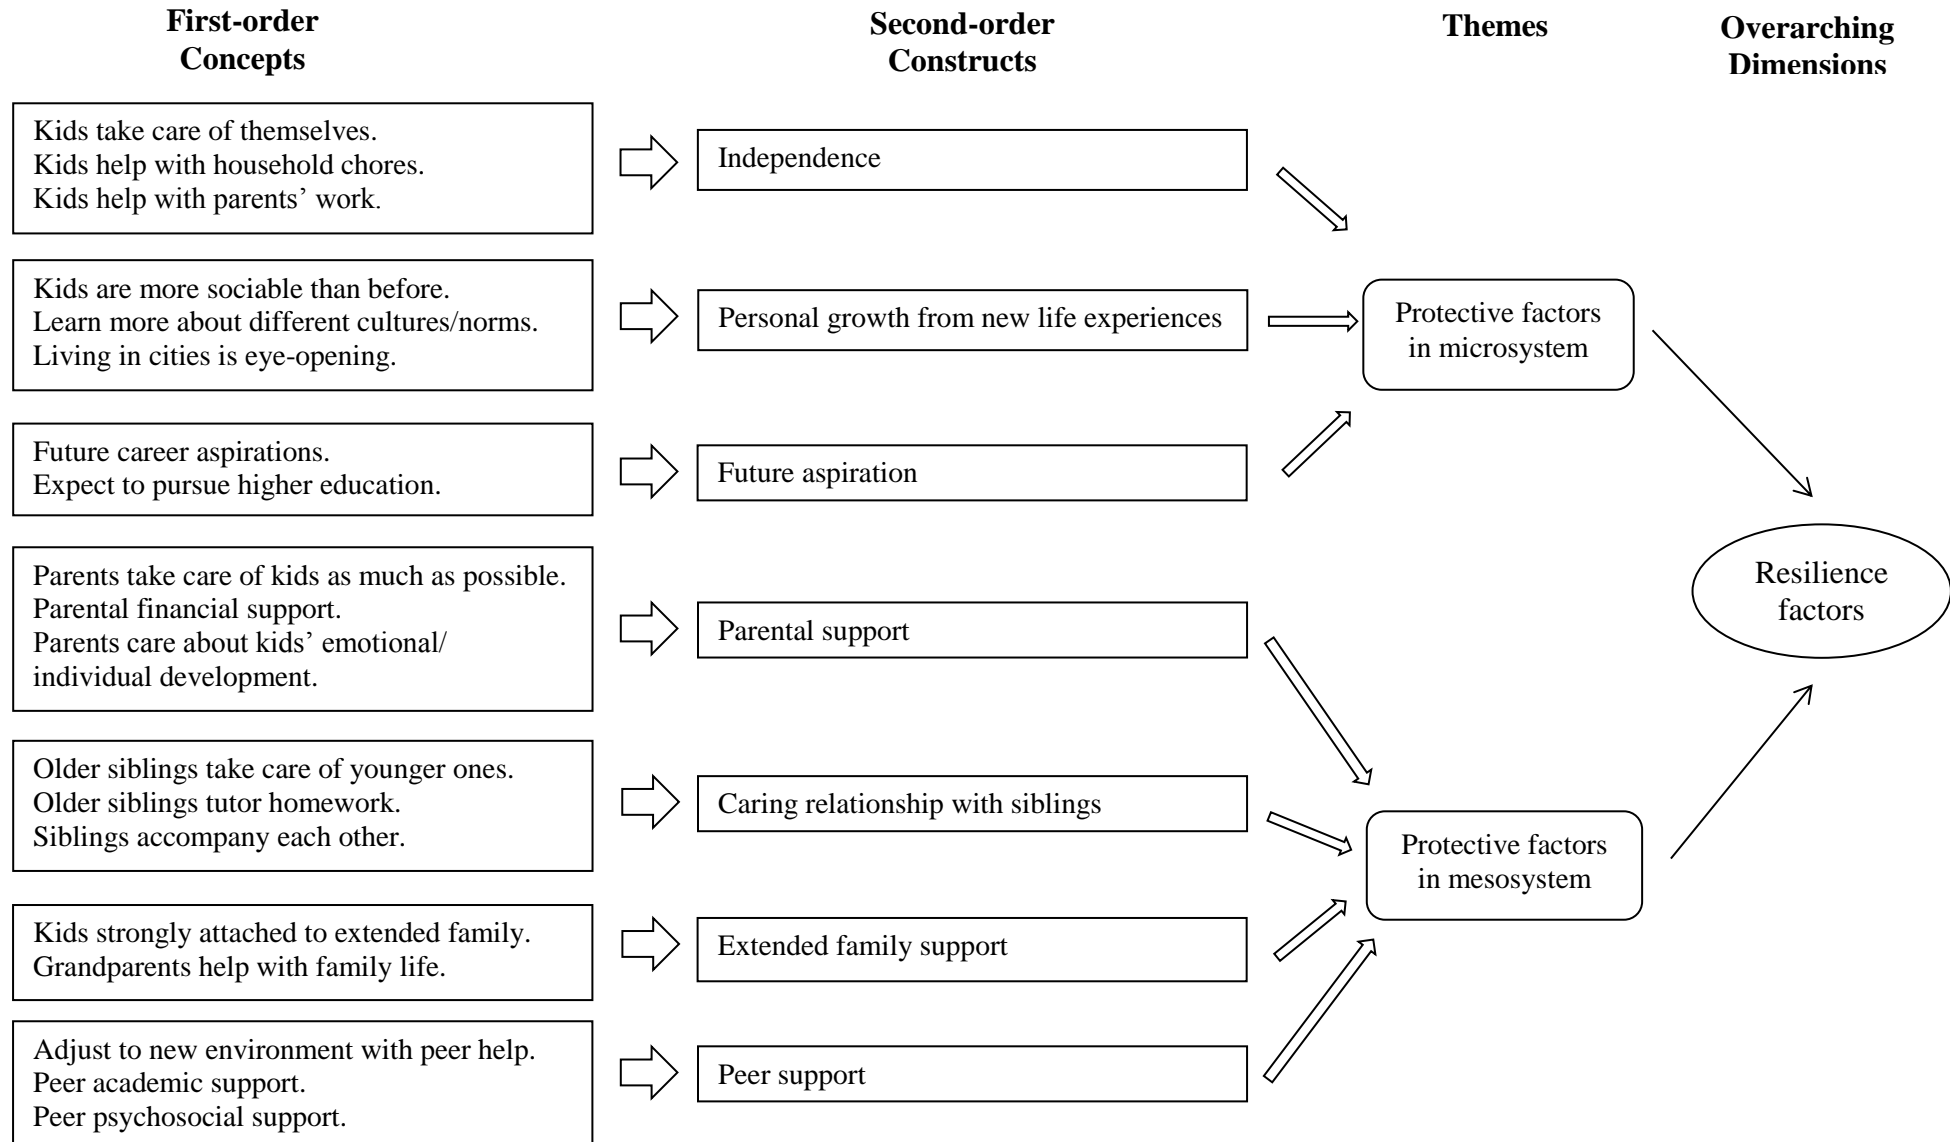 First-order
Concepts
Second-order
Constructs
Themes
Overarching
Dimensions
Kids take care of themselves.
Kids help with household chores.
Kids help with parents’ work.
Independence
Kids are more sociable than before.
Learn more about different cultures/norms.
Living in cities is eye-opening.
Personal growth from new life experiences
Protective factors
in microsystem
Future career aspirations.
Expect to pursue higher education.
Future aspiration
Parents take care of kids as much as possible.
Parental financial support.
Parents care about kids’ emotional/
individual development.
Parental support
Resilience
factors
Older siblings take care of younger ones.
Older siblings tutor homework.
Siblings accompany each other.
Caring relationship with siblings
Protective factors
in mesosystem
Kids strongly attached to extended family.
Grandparents help with family life.
Extended family support
Adjust to new environment with peer help.
Peer academic support.
Peer psychosocial support.
Peer support